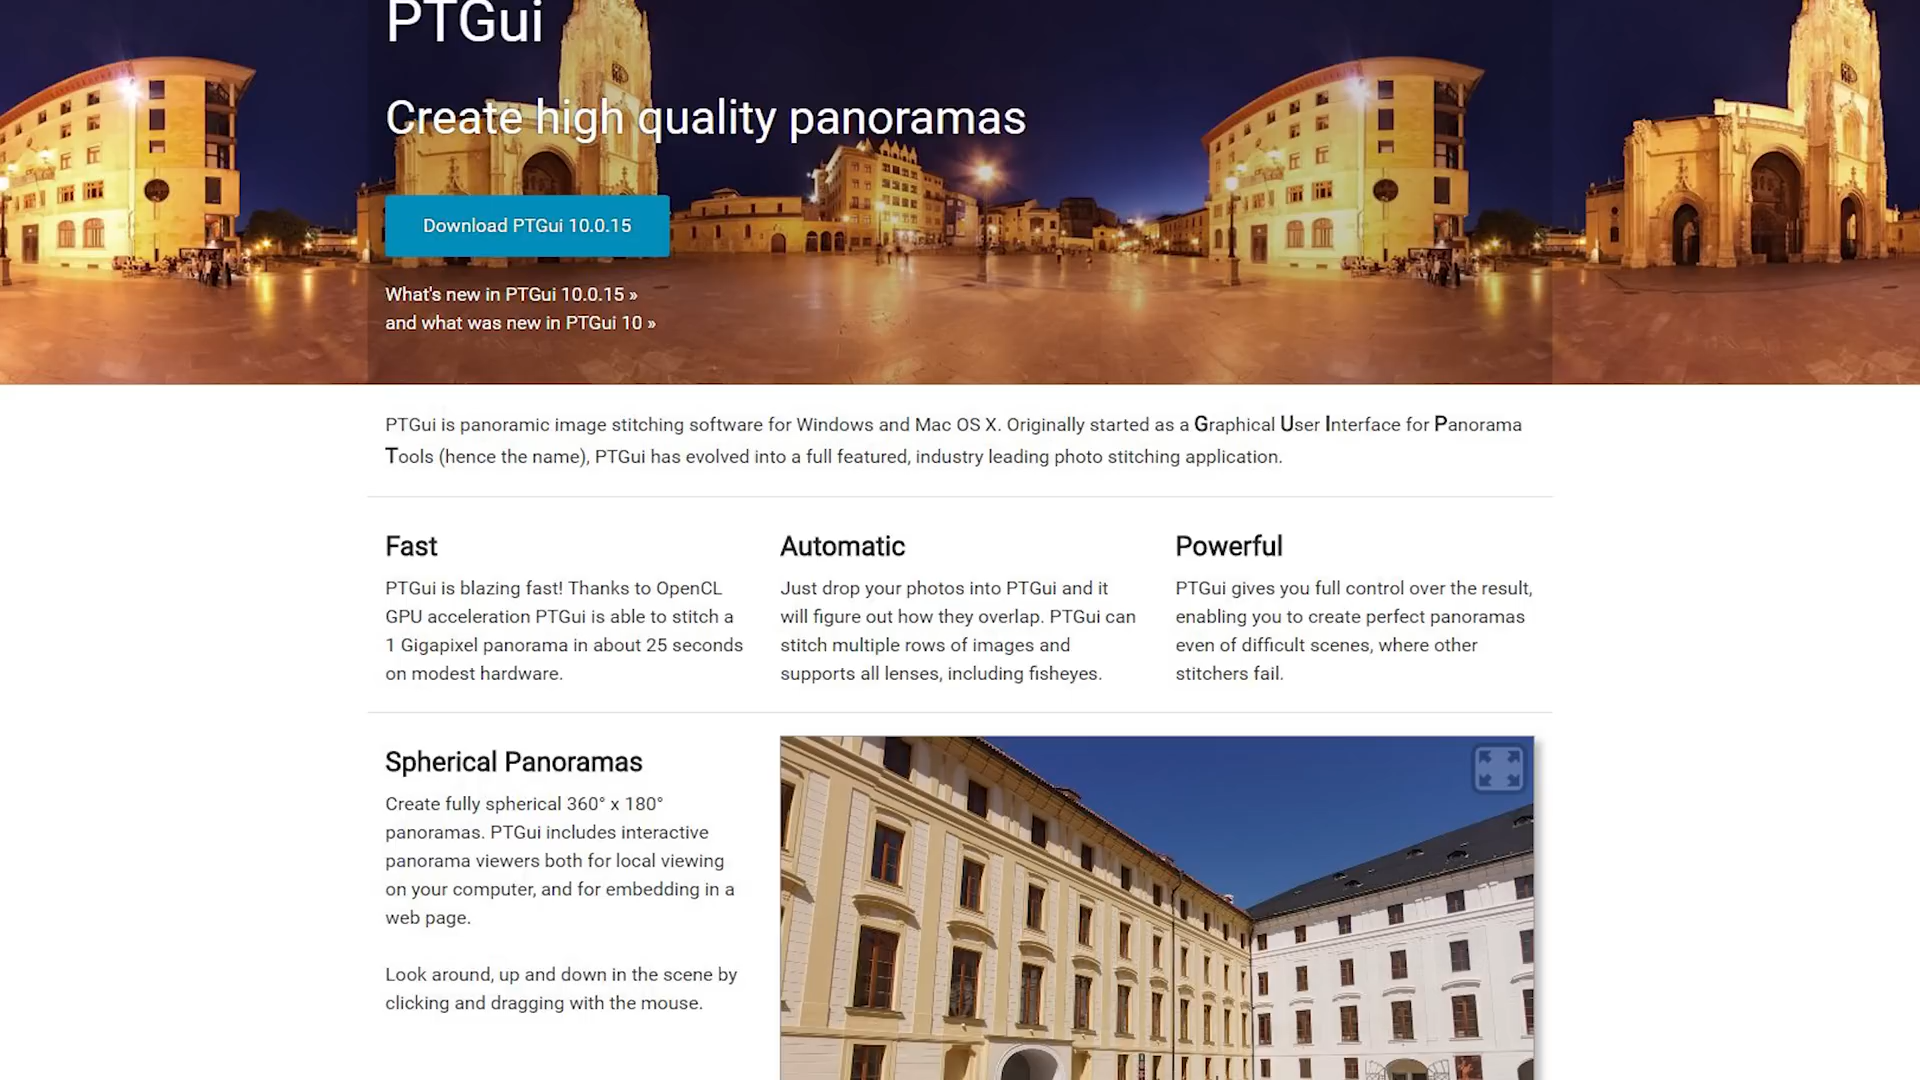 PTGui
Create high quality panoramas
Download PTGui 10.0.15
What's new in PTGui 10.0.15 »
and what was new in PTGui 10 »
PTGui is panoramic image stitching software for Windows and Mac OS X. Originally started as a Graphical User Interface for Panorama
Tools (hence the name), PTGui has evolved into a full featured, industry leading photo stitching application.
Fast
PTGui is blazing fast! Thanks to OpenCL
GPU acceleration PTGui is able to stitch a
1 Gigapixel panorama in about 25 seconds
on modest hardware.
Automatic
Just drop your photos into PTGui and it
will figure out how they overlap. PTGui can
stitch multiple rows of images and
supports all lenses, including fisheyes.
Powerful
PTGui gives you full control over the result,
enabling you to create perfect panoramas
even of difficult scenes, where other
stitchers fail.
Spherical Panoramas
Create fully spherical 360° x 180°
panoramas. PTGui includes interactive
panorama viewers both for local viewing
on your computer, and for embedding in a
web page.
Look around, up and down in the scene by
clicking and dragging with the mouse.